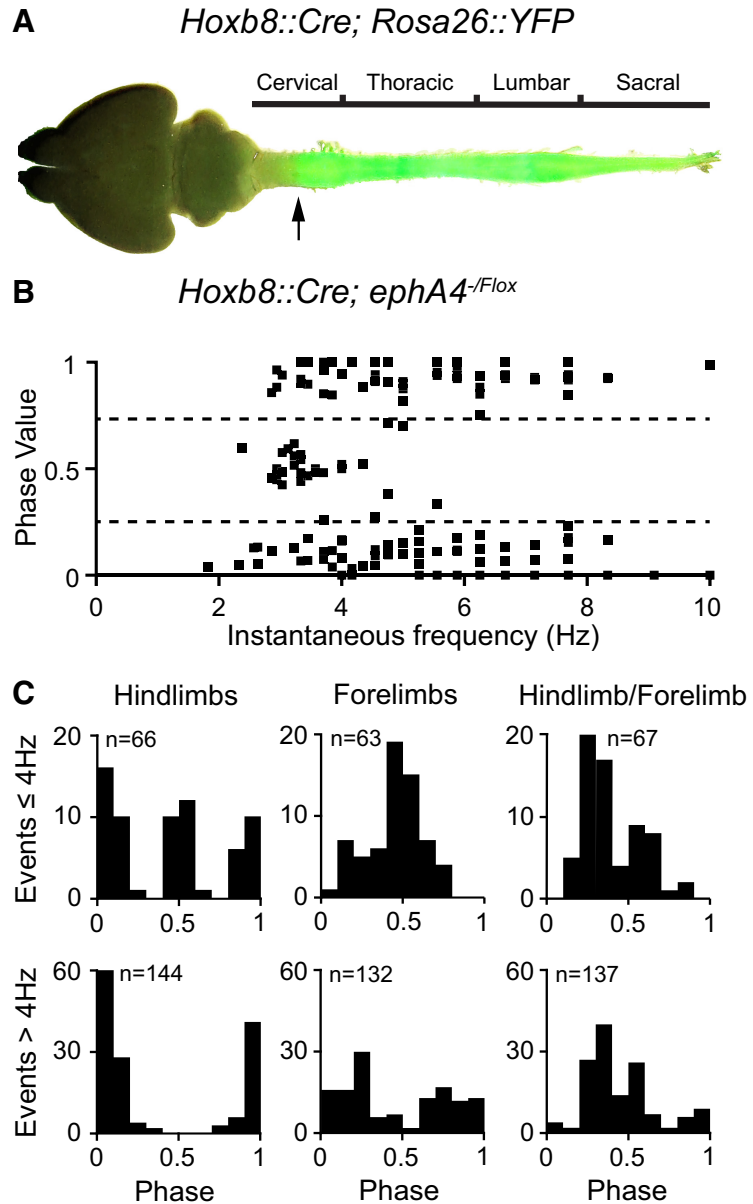 A
Hoxb8::Cre; Rosa26::YFP
Cervical Thoracic Lumbar Sacral
B
Hoxb8::Cre; ephA4-/Flox
Phase Value
1
0.5
0
0 2 4 6 8 10
Instantaneous frequency (Hz)
C
Hindlimbs Forelimbs Hindlimb/Forelimb
Events ≤ 4Hz
20 20 20
n=66 n=63 n=67
10 10 10
0 0 0
0 0.5 1 0 0.5 1 0 0.5 1
Events > 4Hz
60 60 60
n=144 n=132 n=137
30 30 30
0 0 0
0 0.5 1 0 0.5 1 0 0.5 1
Phase Phase Phase